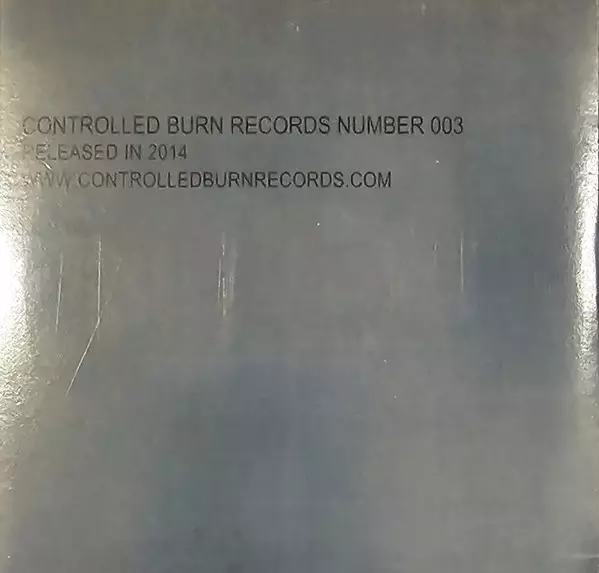 CONTROLLED BURN RECORDS NUMBER 003
RELEASED IN 2014
WWW.CONTROLLEDBURNRECORDS.COM